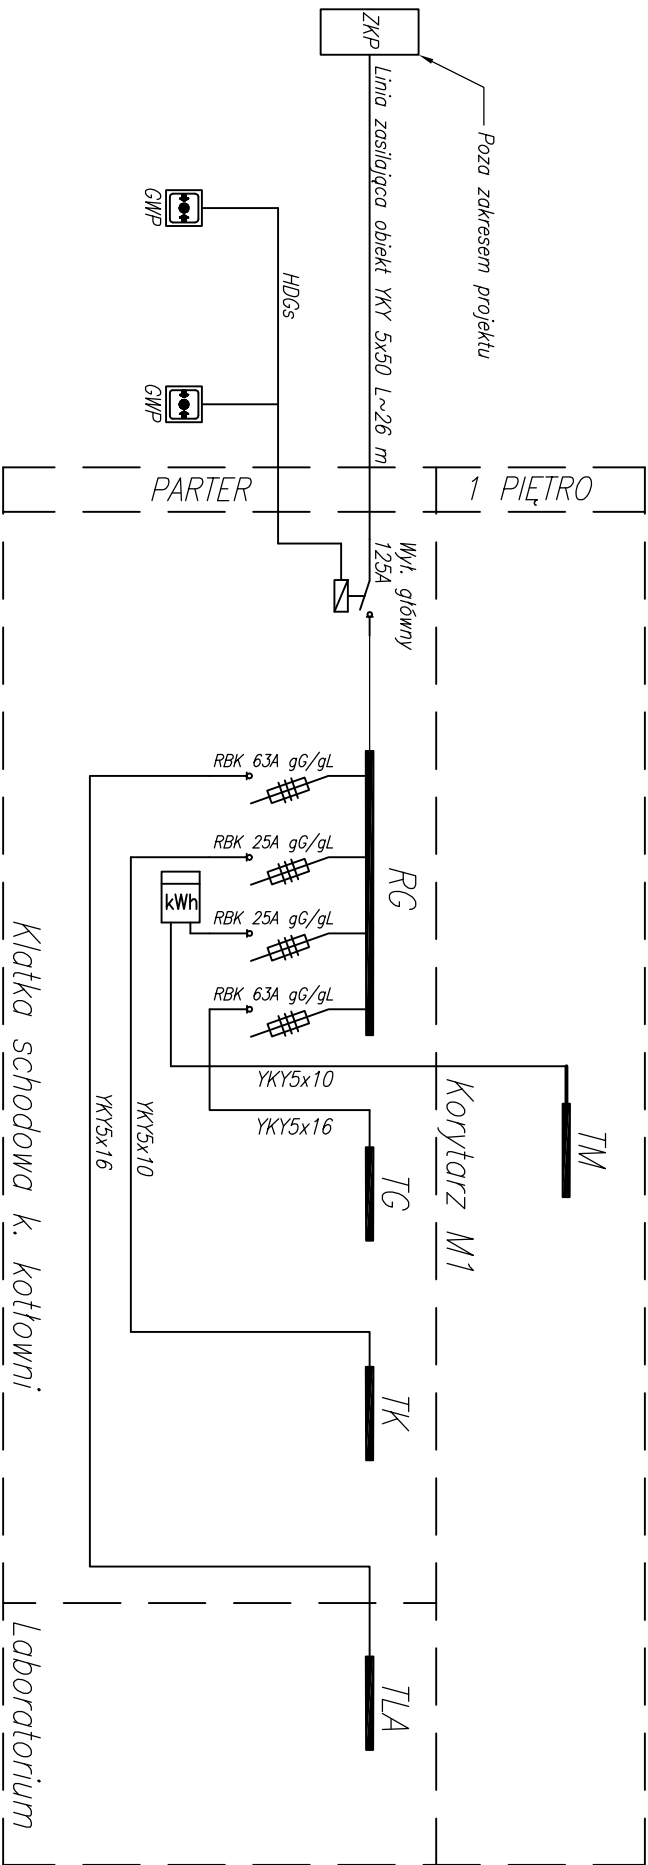 ZKP
Poza zakresem projektu
Linia zasilająca obiekt YKY 5x50 L~26 m
GWP
GWP
HDGs
PARTER
1 PIĘTRO
Wył. główny
125A
RG
RBK 63A gG/gL
RBK 25A gG/gL
RBK 25A gG/gL
RBK 63A gG/gL
kWh
YKY5x10
YKY5x16
YKY5x10
YKY5x16
Korytarz M1
TM
TG
TK
TLA
Klatka schodowa k. kotłowni
Laboratorium